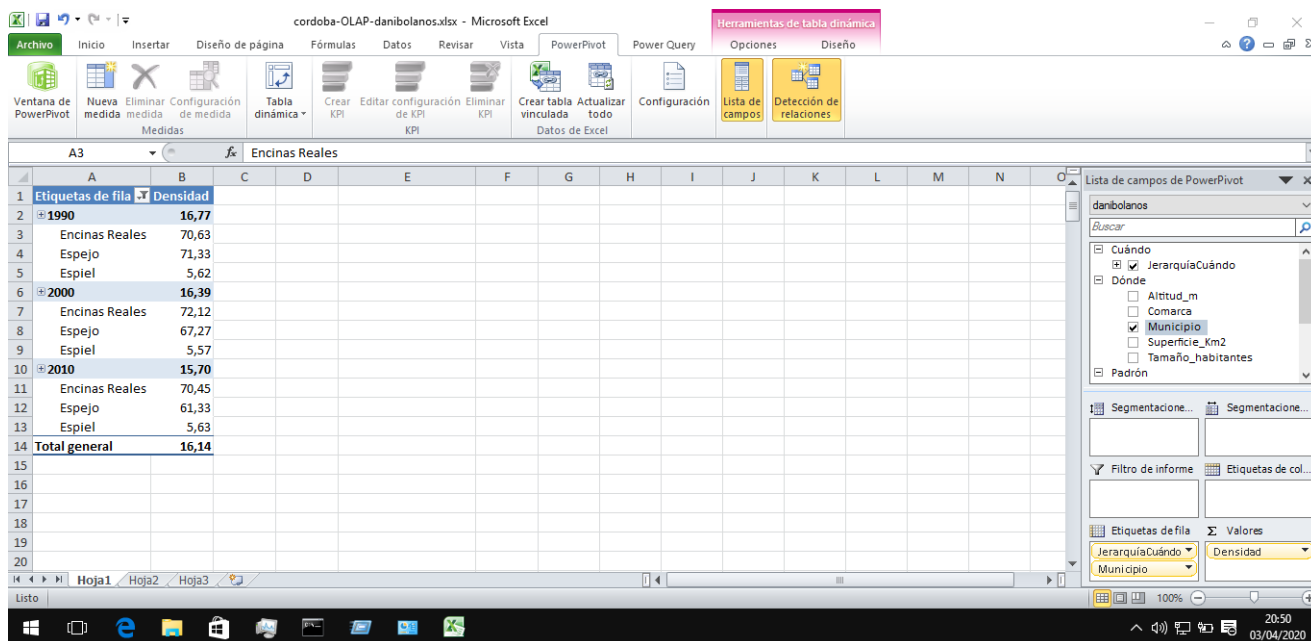 cordoba-OLAP-danibolanos.xlsx - Microsoft Excel
Herramientas de tabla dinámica
Archivo Inicio Insertar Diseño de página Fórmulas Datos Revisar Vista PowerPivot Power Query Opciones Diseño
Ventana de PowerPivot
Nueva medida
Eliminar medida
Configuración de medida
Medidas
Tabla dinámica
Crear KPI
Editar configuración de KPI
Eliminar KPI
KPI
Crear tabla vinculada
Actualizar todo
Datos de Excel
Configuración
Lista de campos
Detección de relaciones
A3 fx Encinas Reales
A B C D E F G H I J K L M N O
1 Etiquetas de fila Densidad
2 1990 16,77
3 Encinas Reales 70,63
4 Espejo 71,33
5 Espiel 5,62
6 2000 16,39
7 Encinas Reales 72,12
8 Espejo 67,27
9 Espiel 5,57
10 2010 15,70
11 Encinas Reales 70,45
12 Espejo 61,33
13 Espiel 5,63
14 Total general 16,14
15
16
17
18
19
20
Lista de campos de PowerPivot
danibolanos
Buscar
Cuándo
JerarquíaCuándo
Dónde
Altitud_m
Comarca
Municipio
Superficie_Km2
Tamaño_habitantes
Padrón
Segmentacione... Segmentacione...
Filtro de informe Etiquetas de col...
Etiquetas de fila Σ Valores
JerarquíaCuándo Densidad
Municipio
Hoja1 Hoja2 Hoja3
Listo 100%
20:50
03/04/2020